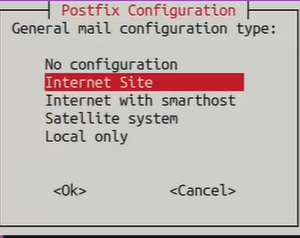 Postfix Configuration
General mail configuration type:
No configuration
Internet Site
Internet with smarthost
Satellite system
Local only
<Ok> <Cancel>